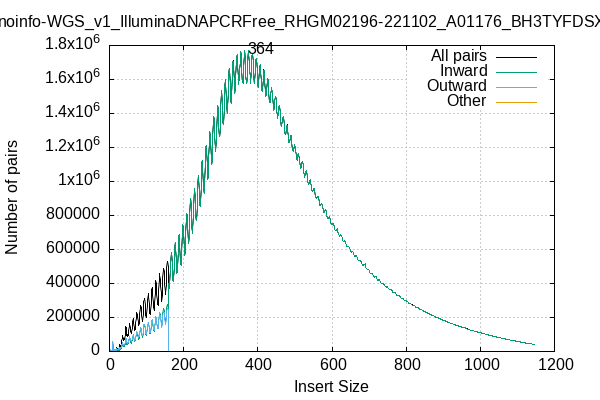 noinfo-WGS_v1_IlluminaDNAPCRFree_RHGM02196-221102_A01176_BH3TYFDSX
1.8x10^6
1.6x10^6
1.4x10^6
1.2x10^6
1x10^6
800000
600000
400000
200000
0
Number of pairs
364
All pairs
Inward
Outward
Other
0 200 400 600 800 1000 1200
Insert Size